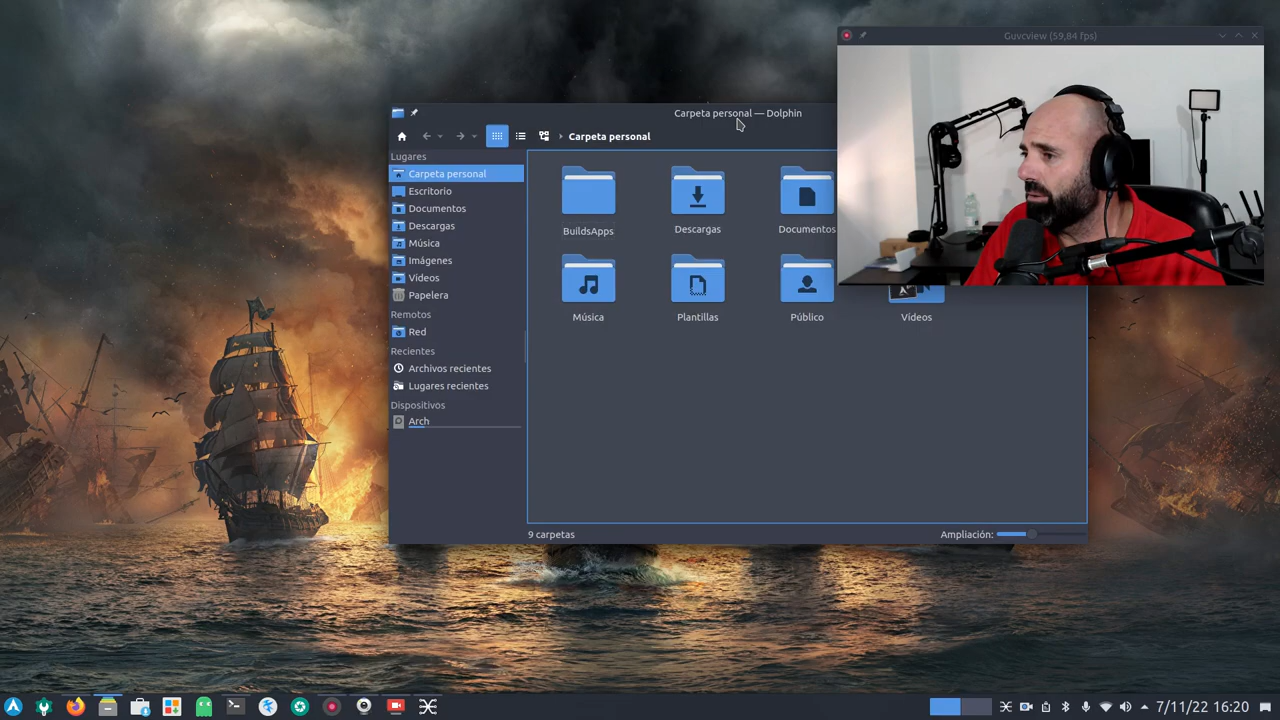 Guvcview (59,84 fps)
Carpeta personal — Dolphin
Carpeta personal
Lugares
Carpeta personal
Escritorio
Documentos
Descargas
Música
Imágenes
Vídeos
Papelera
Remotos
Red
Recientes
Archivos recientes
Lugares recientes
Dispositivos
Arch
BuildsApps
Descargas
Documentos
Música
Plantillas
Público
Vídeos
9 carpetas
Ampliación:
7/11/22 16:20